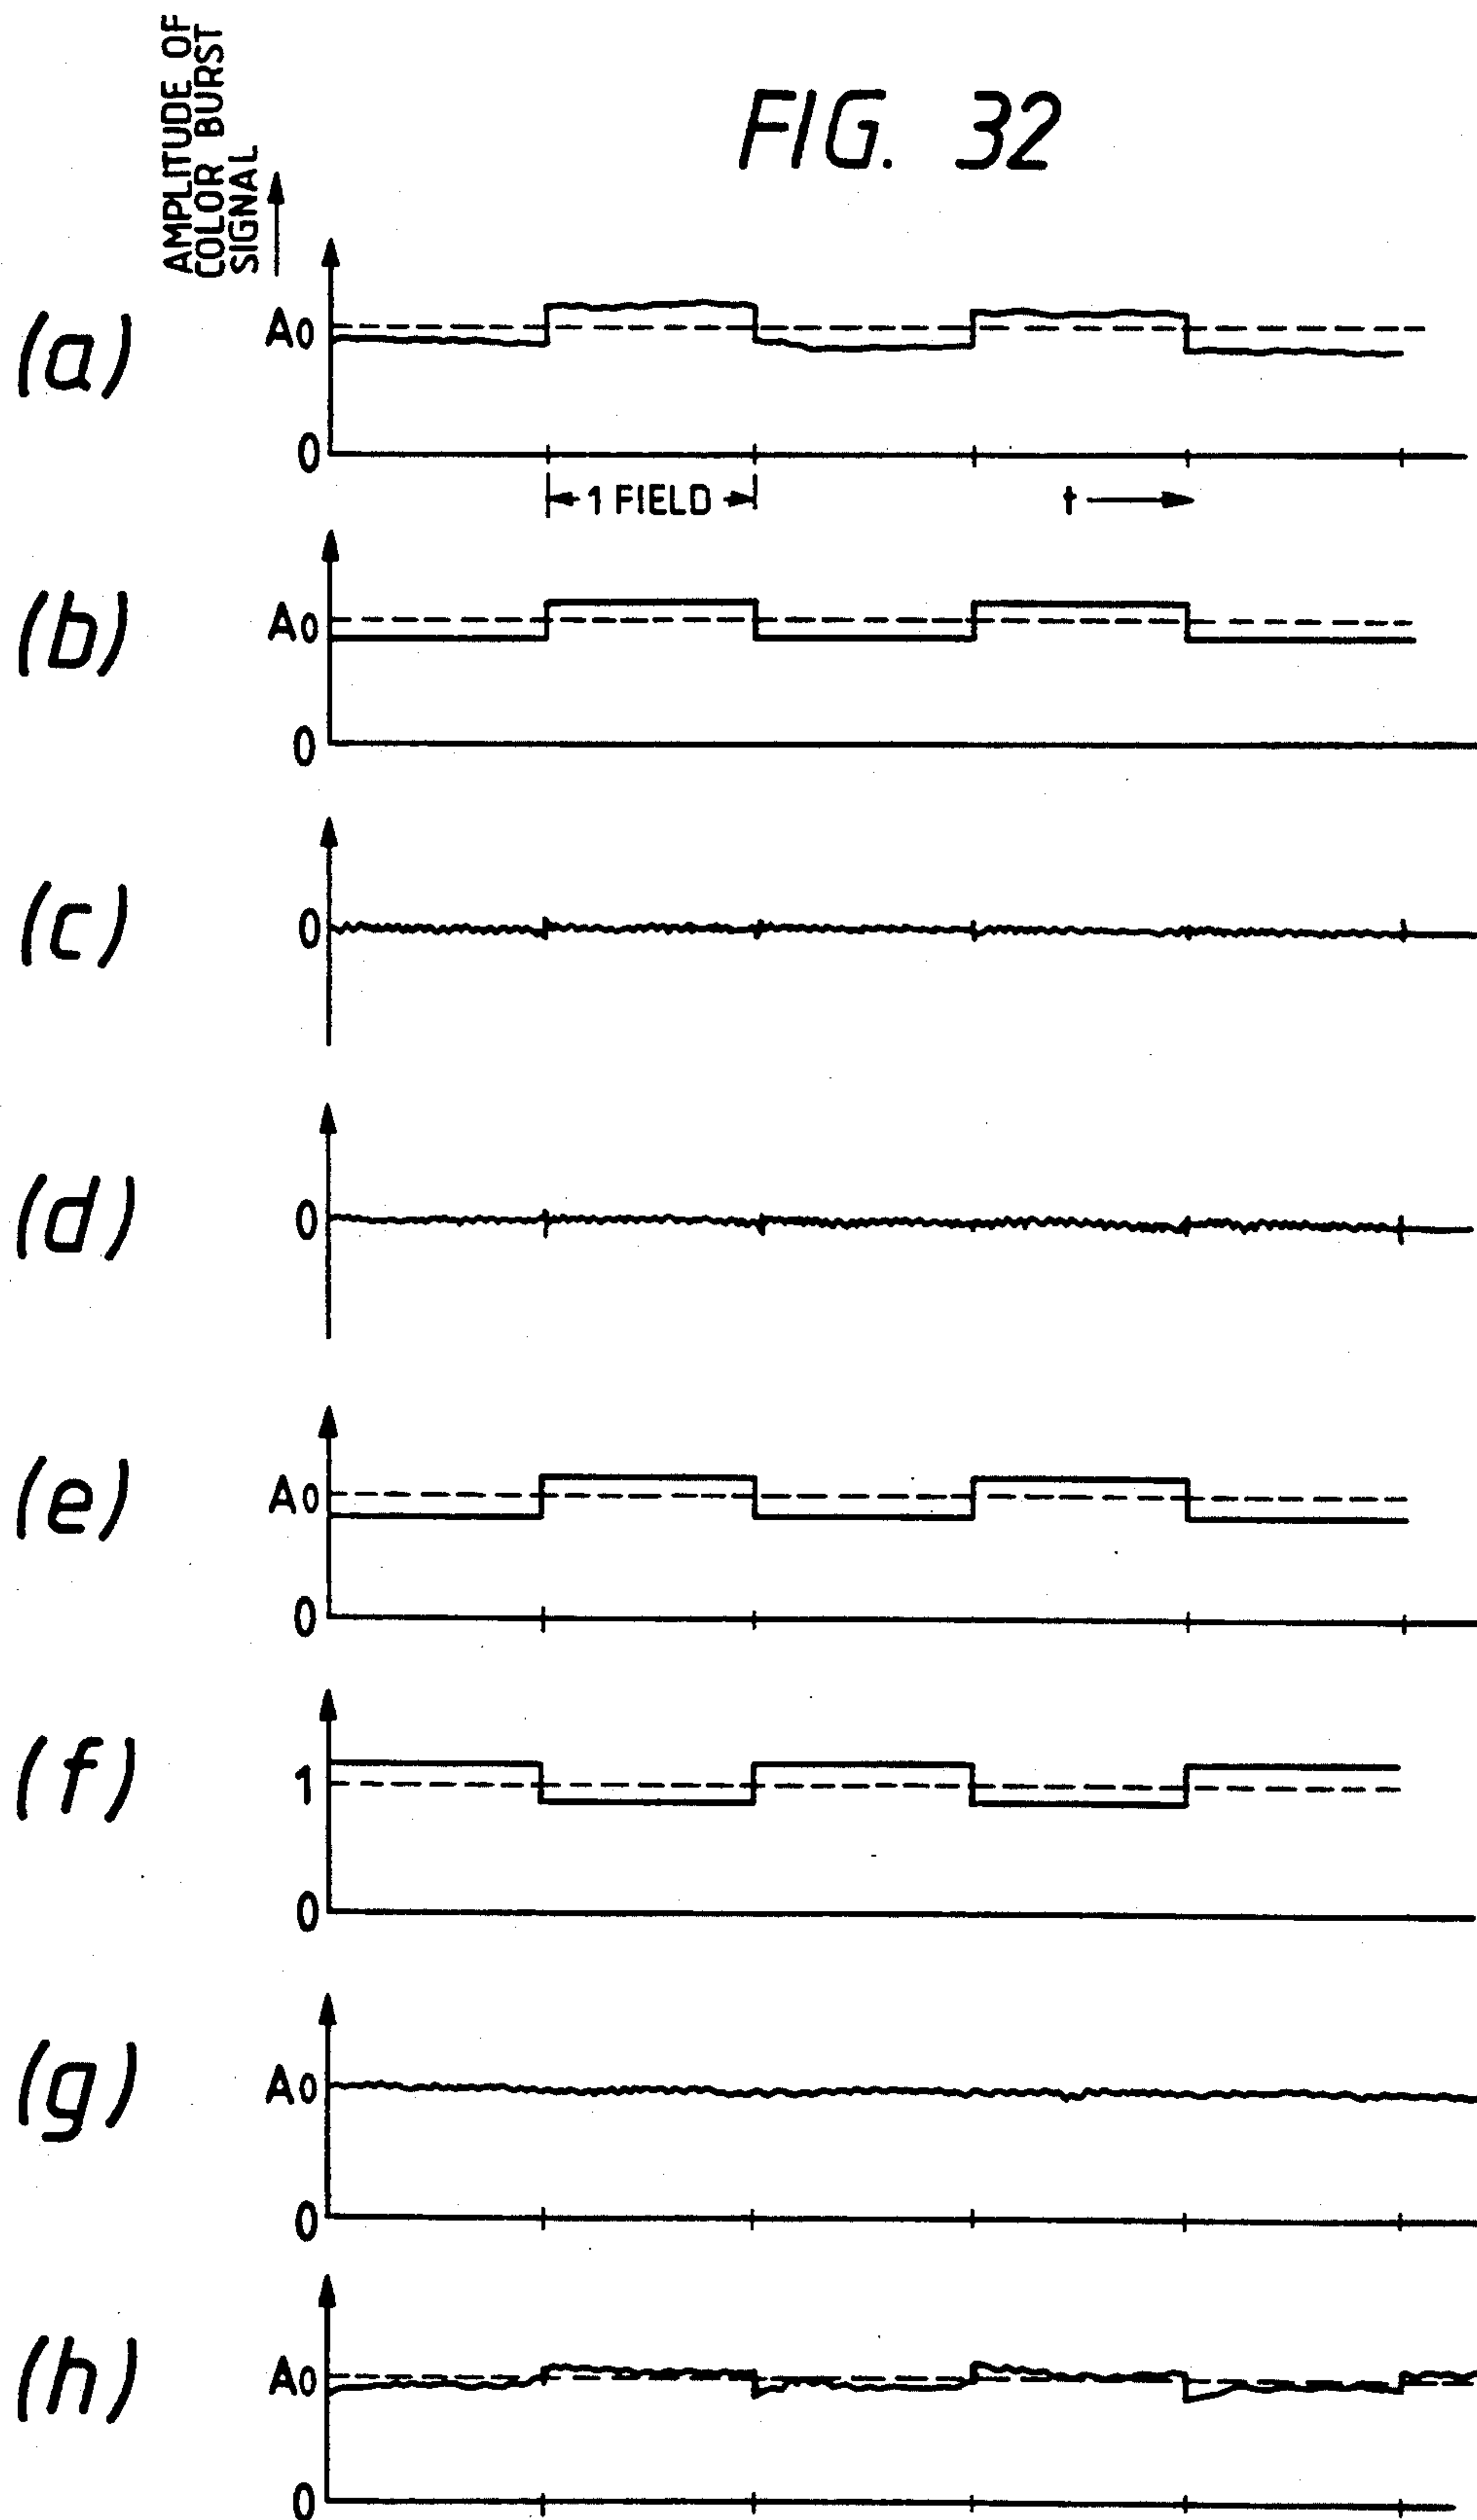 AMPLITUDE OF
COLOR BURST
SIGNAL
FIG. 32
(a)
A0
0
1 FIELD
t
(b)
A0
0
(c)
0
(d)
0
(e)
A0
0
(f)
1
0
(g)
A0
0
(h)
A0
0